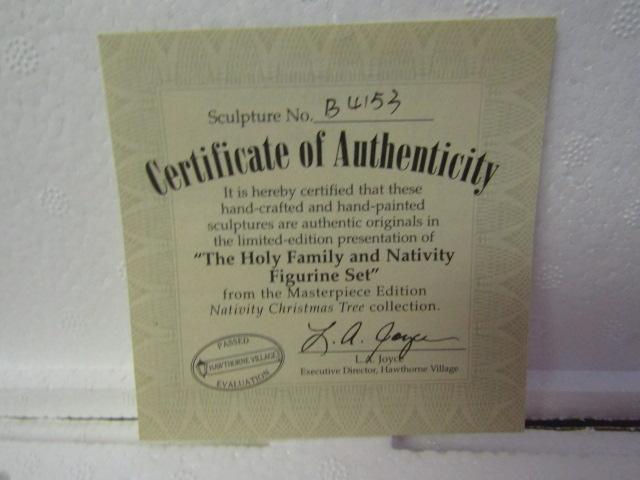 Sculpture No. B4153
Certificate of Authenticity
It is hereby certified that these
hand-crafted and hand-painted
sculptures are authentic originals in
the limited-edition presentation of
"The Holy Family and Nativity
Figurine Set"
from the Masterpiece Edition
Nativity Christmas Tree collection.
L. A. Joyce
L. A. Joyce
Executive Director, Hawthorne Village
PASSED
HAWTHORNE VILLAGE
EVALUATION